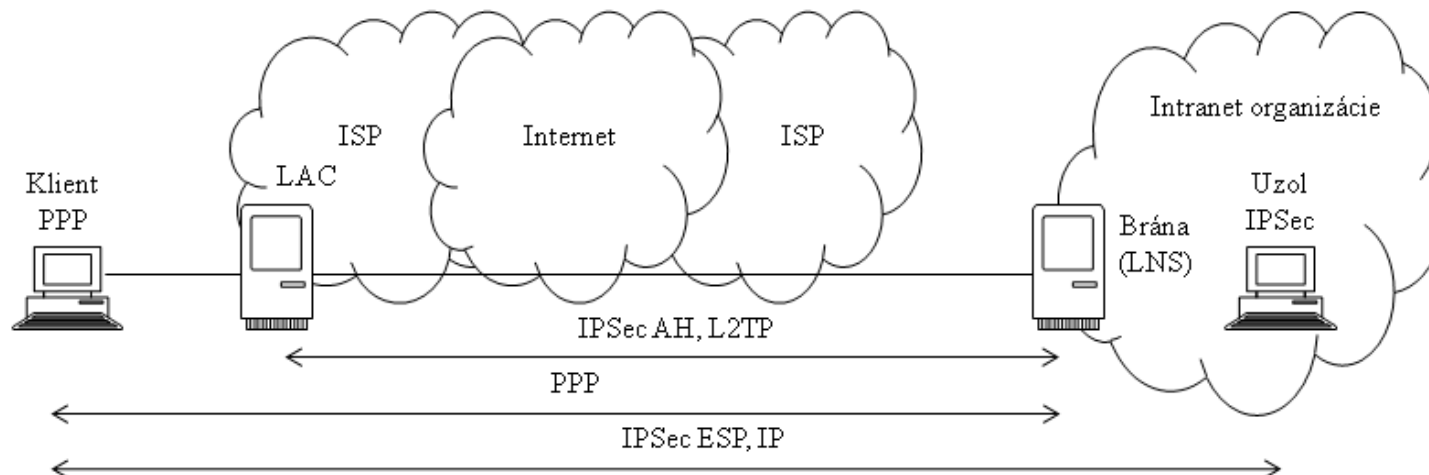 ISP
Internet
ISP
Intranet organizácie
LAC
Klient
PPP
Uzol
IPSec
Brána
(LNS)
IPSec AH, L2TP
PPP
IPSec ESP, IP